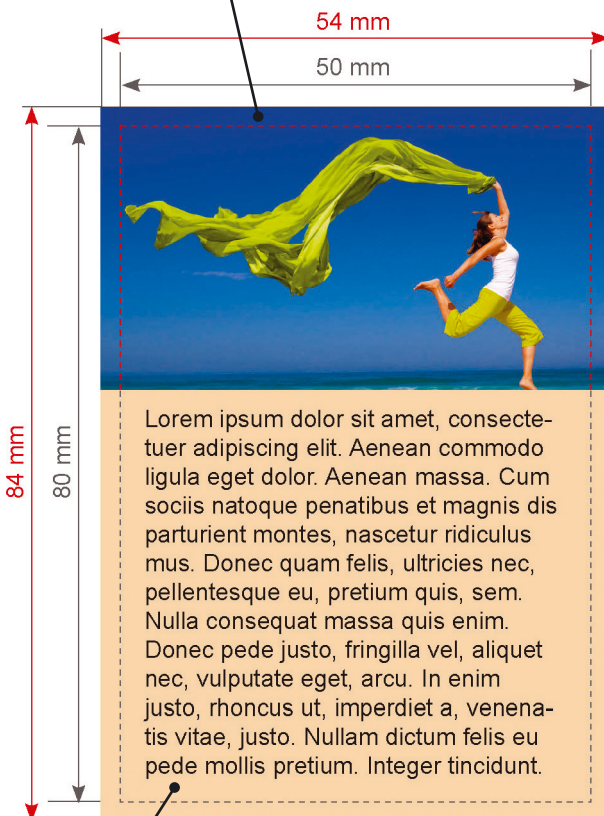 54 mm
50 mm
84 mm
80 mm
Lorem ipsum dolor sit amet, consecte-
tuer adipiscing elit. Aenean commodo
ligula eget dolor. Aenean massa. Cum
sociis natoque penatibus et magnis dis
parturient montes, nascetur ridiculus
mus. Donec quam felis, ultricies nec,
pellentesque eu, pretium quis, sem.
Nulla consequat massa quis enim.
Donec pede justo, fringilla vel, aliquet
nec, vulputate eget, arcu. In enim
justo, rhoncus ut, imperdiet a, venena-
tis vitae, justo. Nullam dictum felis eu
pede mollis pretium. Integer tincidunt.